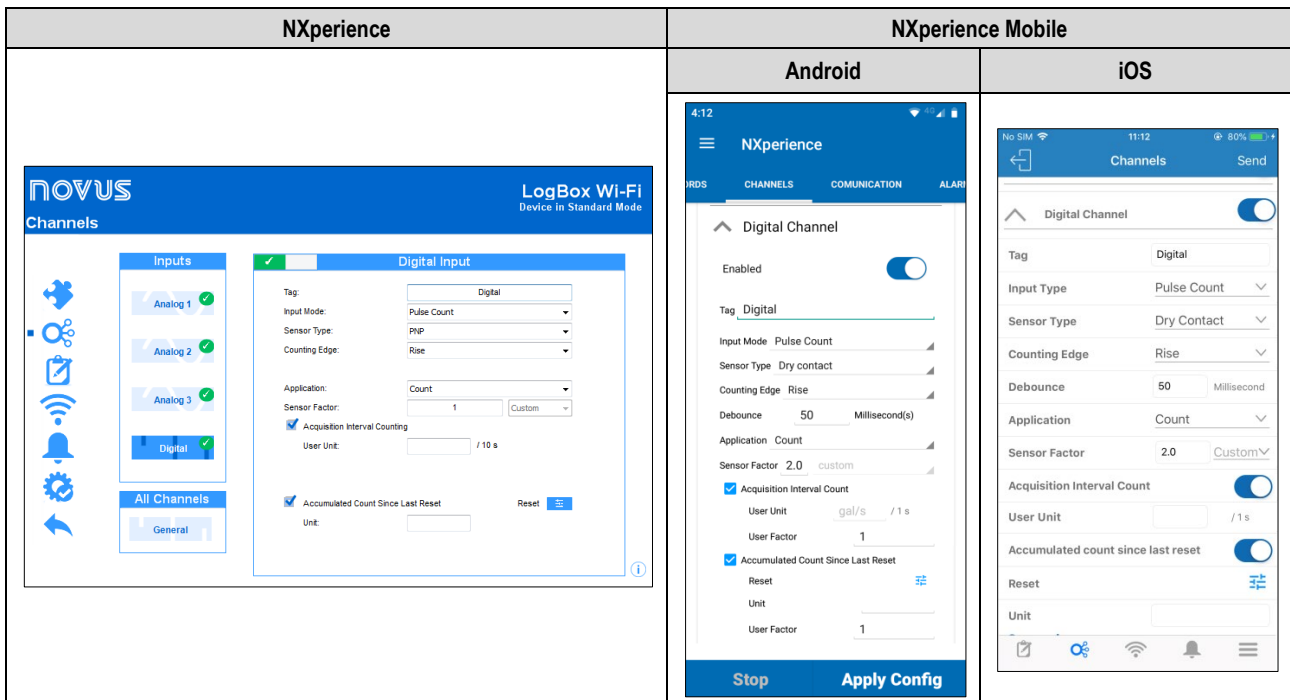 NXperience
NXperience Mobile
Android
iOS
NOVUS
LogBox Wi-Fi
Device in Standard Mode
Channels
Inputs
Analog 1
Analog 2
Analog 3
Digital
All Channels
General
Digital Input
Tag: Digital
Input Mode: Pulse Count
Sensor Type: PNP
Counting Edge: Rise
Application: Count
Sensor Factor: 1 Custom
Acquisition Interval Counting
User Unit: / 10 s
Accumulated Count Since Last Reset Reset
Unit:
4:12 4G
NXperience
ORDS CHANNELS COMUNICATION ALAR
Digital Channel
Enabled
Tag Digital
Input Mode Pulse Count
Sensor Type Dry contact
Counting Edge Rise
Debounce 50 Millisecond(s)
Application Count
Sensor Factor 2.0 custom
Acquisition Interval Count
User Unit gal/s / 1 s
User Factor 1
Accumulated Count Since Last Reset
Reset
Unit
User Factor 1
Stop Apply Config
No SIM 11:12 80%
Channels Send
Digital Channel
Tag Digital
Input Type Pulse Count
Sensor Type Dry Contact
Counting Edge Rise
Debounce 50 Millisecond
Application Count
Sensor Factor 2.0 Custom
Acquisition Interval Count
User Unit / 1 s
Accumulated count since last reset
Reset
Unit